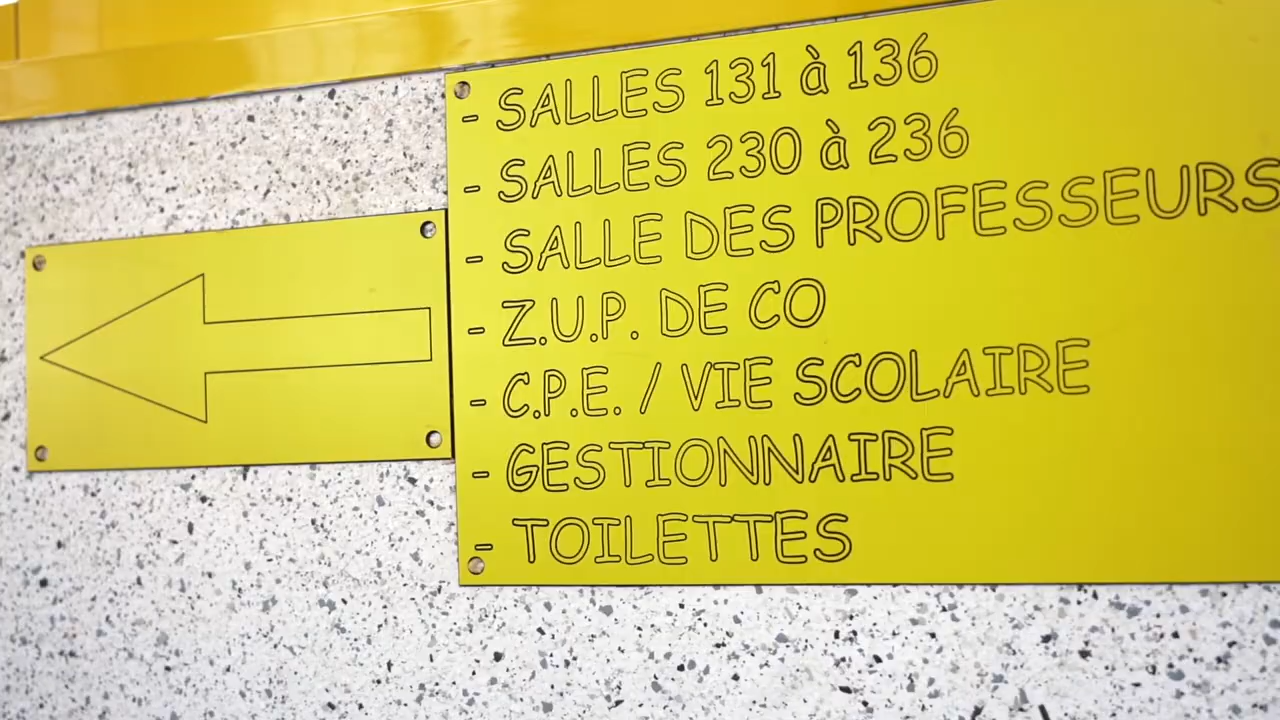 - SALLES 131 à 136
- SALLES 230 à 236
- SALLE DES PROFESSEURS
- Z.U.P. DE CO
- C.P.E. / VIE SCOLAIRE
- GESTIONNAIRE
- TOILETTES